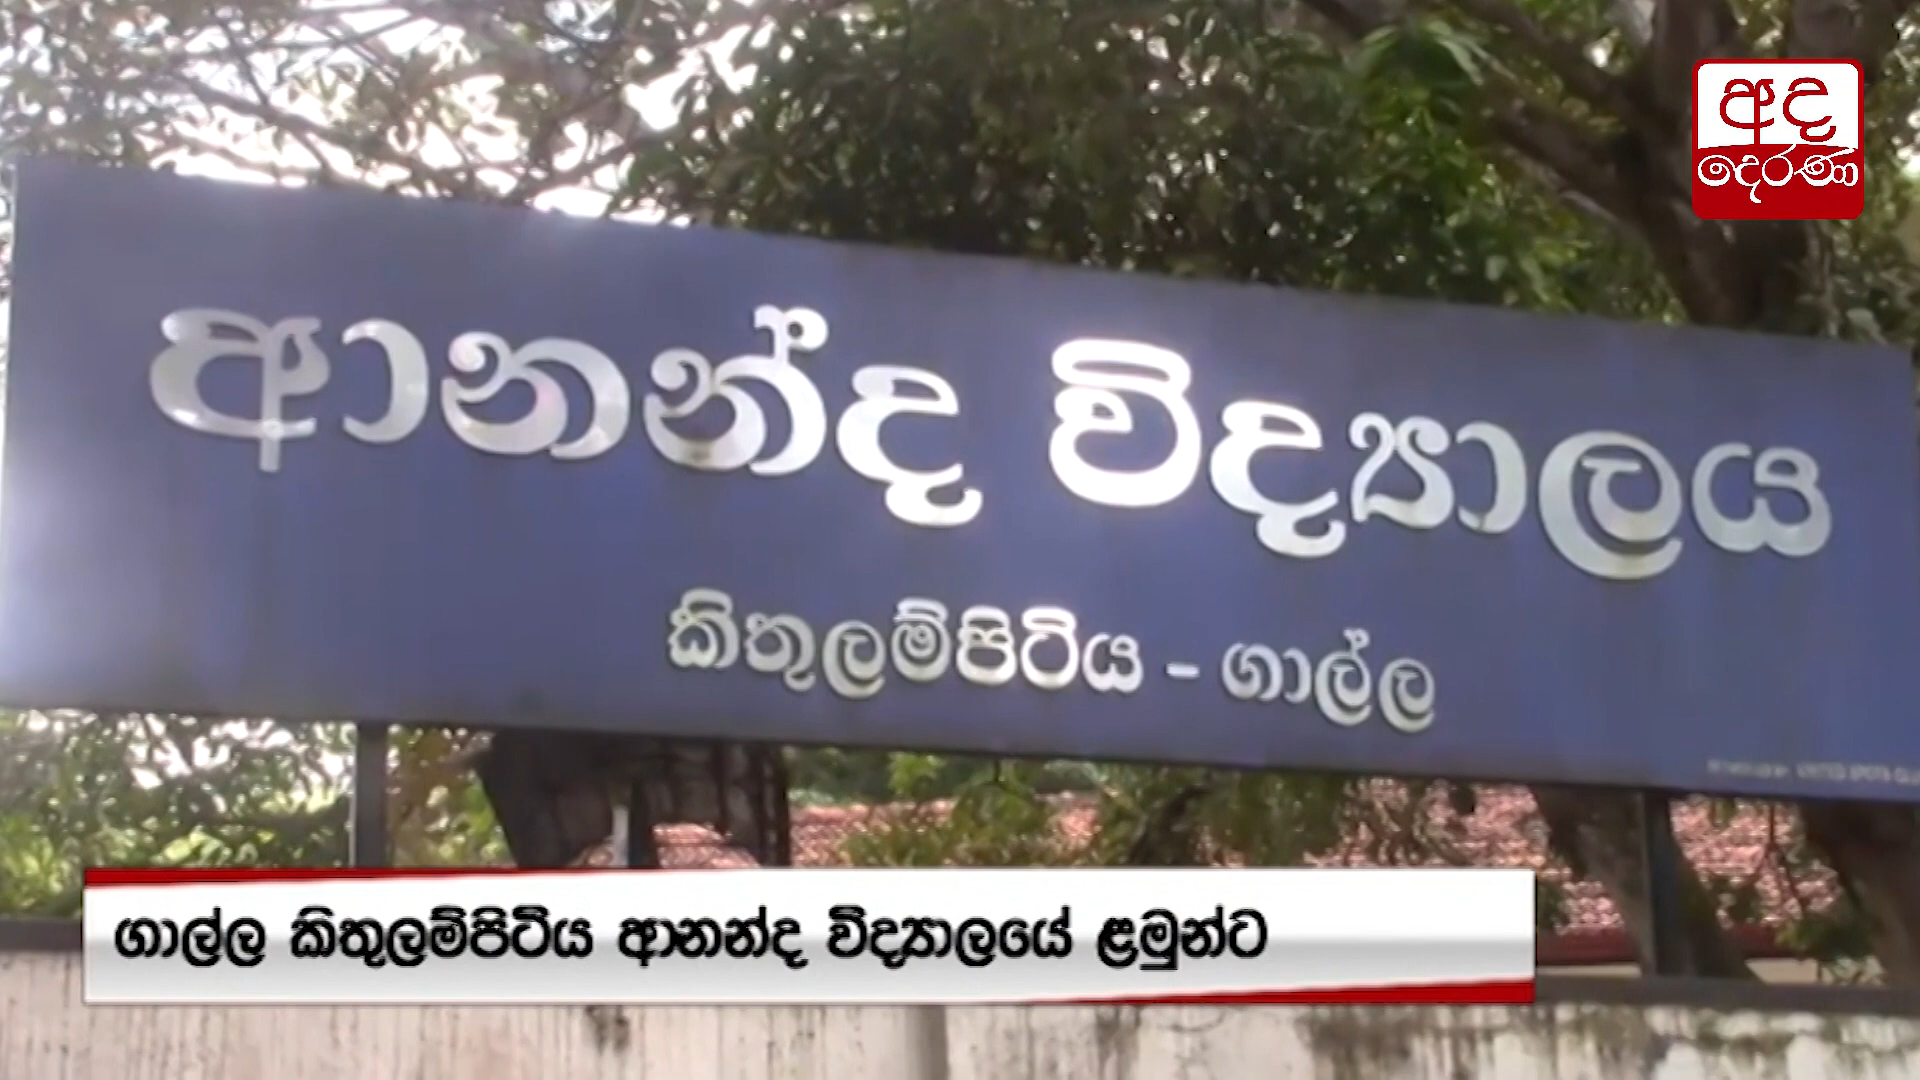 අද
දෙරණ
ආනන්ද විද්‍යාලය
කිතුලම්පිටිය - ගාල්ල
ගාල්ල කිතුලම්පිටිය ආනන්ද විද්‍යාලයේ ළමුන්ට